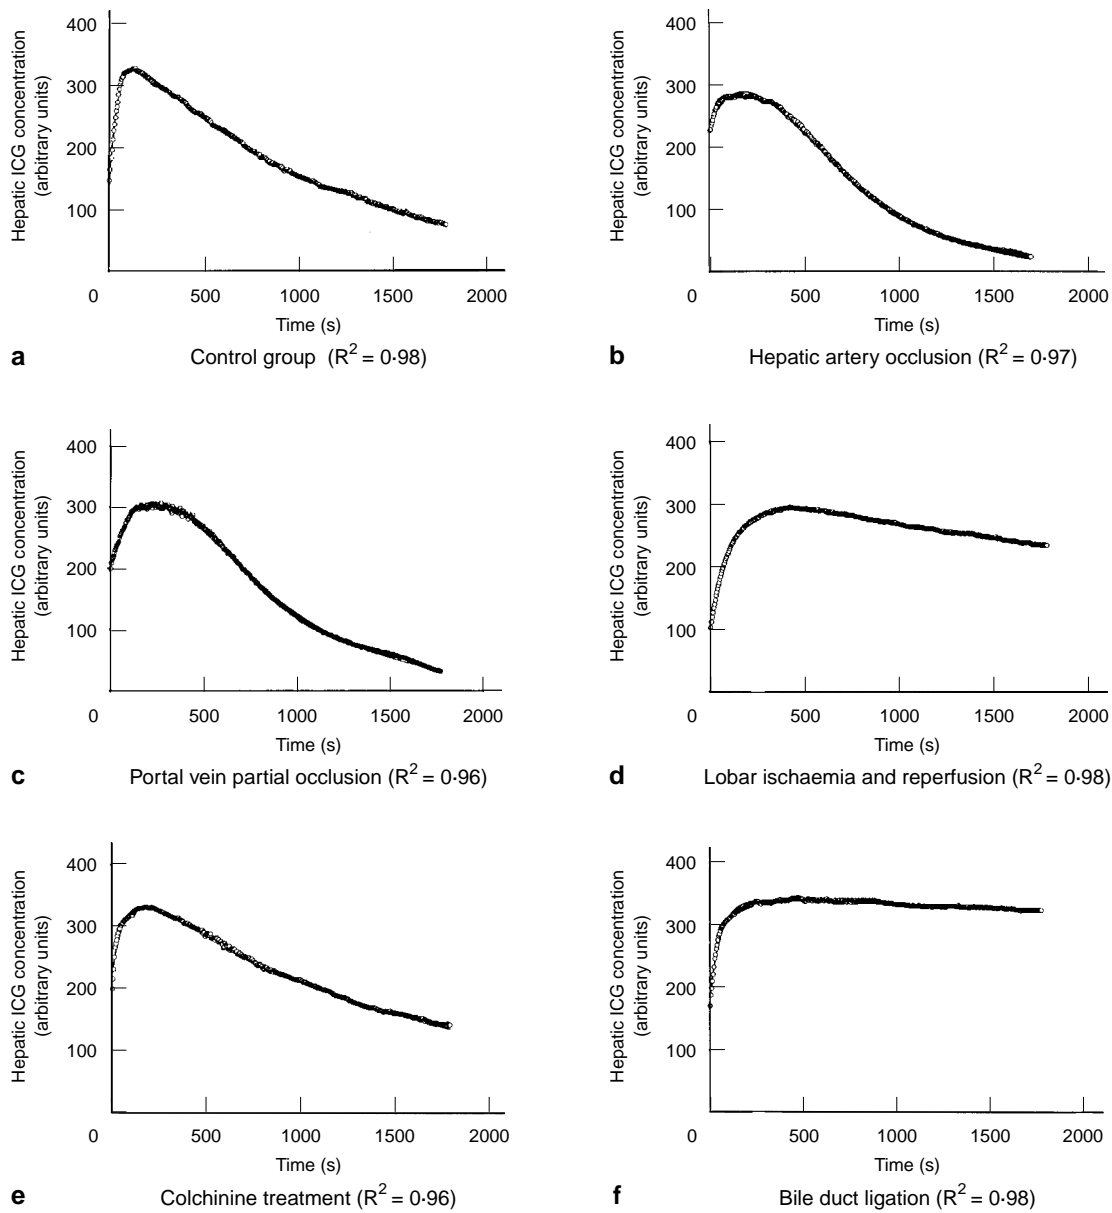 Hepatic ICG concentration
(arbitrary units)
400
300
200
100
0
500
1000
1500
2000
Time (s)
a Control group (R² = 0·98)
Hepatic ICG concentration
(arbitrary units)
400
300
200
100
0
500
1000
1500
2000
Time (s)
b Hepatic artery occlusion (R² = 0·97)
Hepatic ICG concentration
(arbitrary units)
400
300
200
100
0
500
1000
1500
2000
Time (s)
c Portal vein partial occlusion (R² = 0·96)
Hepatic ICG concentration
(arbitrary units)
400
300
200
100
0
500
1000
1500
2000
Time (s)
d Lobar ischaemia and reperfusion (R² = 0·98)
Hepatic ICG concentration
(arbitrary units)
400
300
200
100
0
500
1000
1500
2000
Time (s)
e Colchinine treatment (R² = 0·96)
Hepatic ICG concentration
(arbitrary units)
400
300
200
100
0
500
1000
1500
2000
Time (s)
f Bile duct ligation (R² = 0·98)